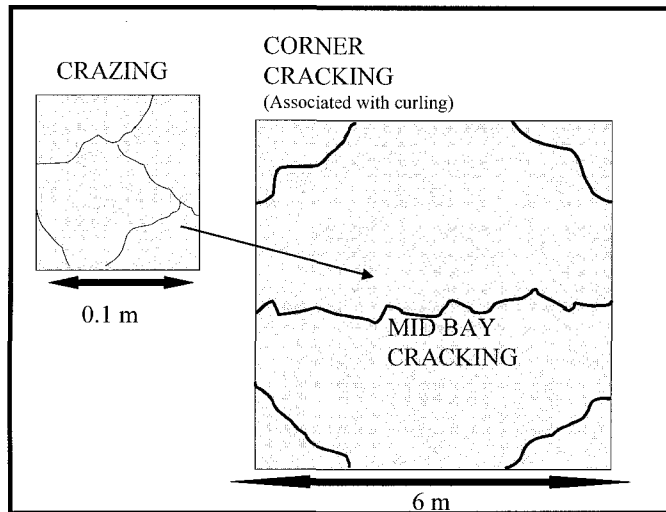 CRAZING
0.1 m
CORNER
CRACKING
(Associated with curling)
MID BAY
CRACKING
6 m